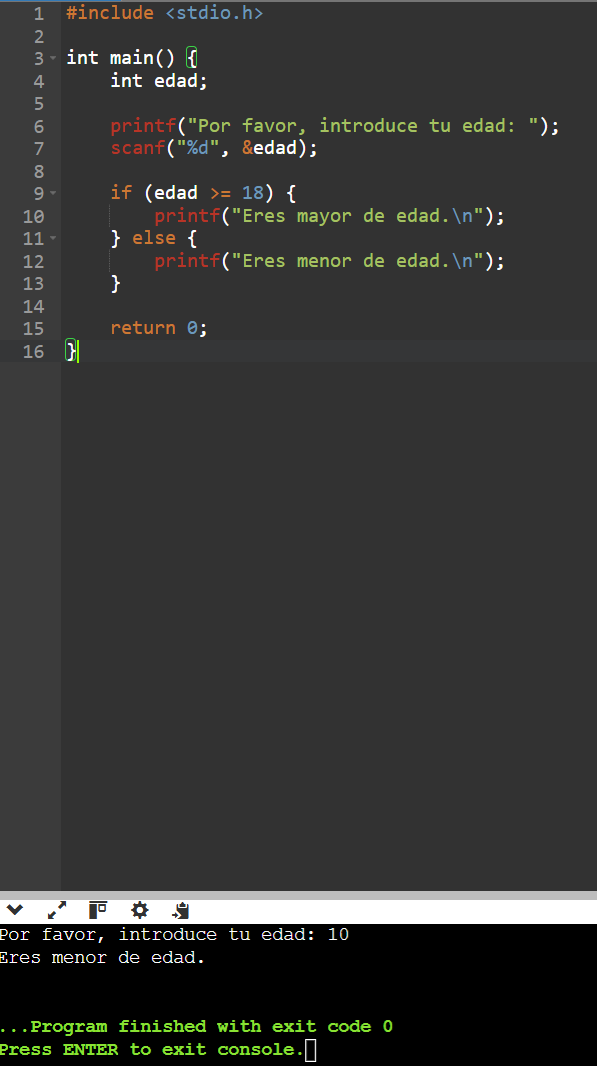 1 #include <stdio.h>
2
3 int main() {
4     int edad;
5
6     printf("Por favor, introduce tu edad: ");
7     scanf("%d", &edad);
8
9     if (edad >= 18) {
10         printf("Eres mayor de edad.\n");
11     } else {
12         printf("Eres menor de edad.\n");
13     }
14
15     return 0;
16 }
Por favor, introduce tu edad: 10
Eres menor de edad.
...Program finished with exit code 0
Press ENTER to exit console.